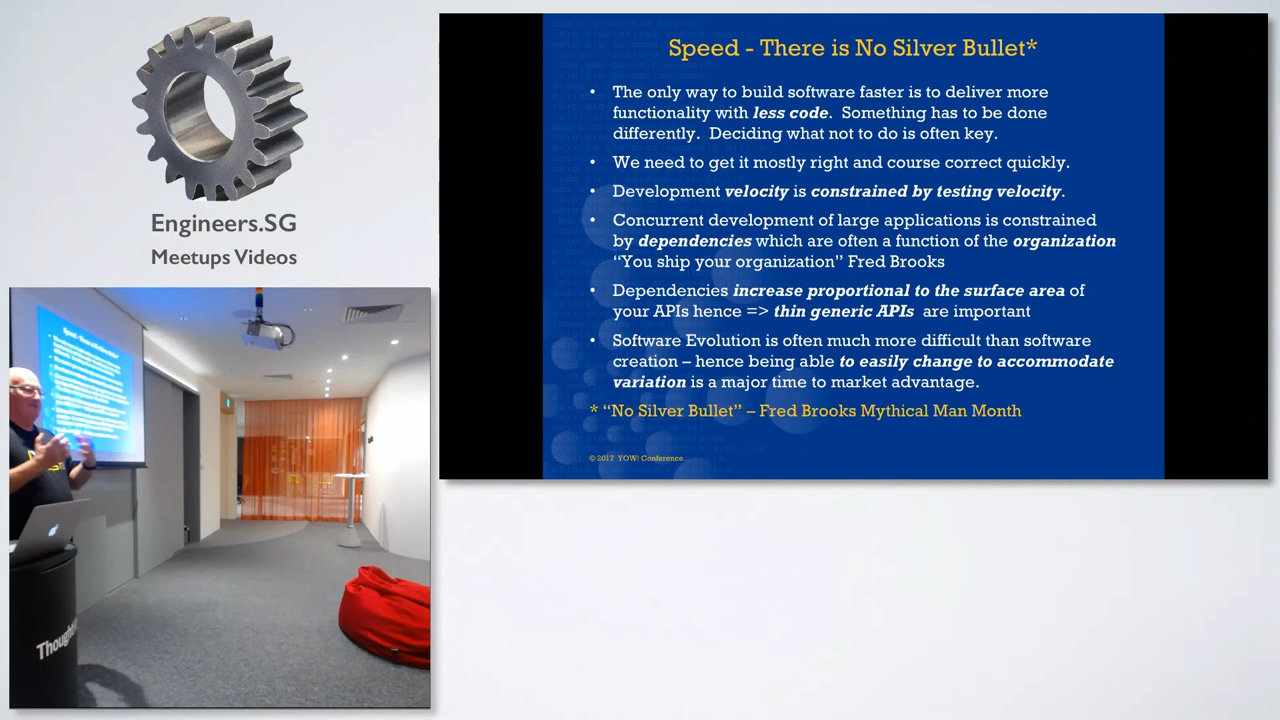 Engineers.SG
Meetups Videos
Speed - There is No Silver Bullet*
• The only way to build software faster is to deliver more
functionality with less code. Something has to be done
differently. Deciding what not to do is often key.
• We need to get it mostly right and course correct quickly.
• Development velocity is constrained by testing velocity.
• Concurrent development of large applications is constrained
by dependencies which are often a function of the organization
“You ship your organization” Fred Brooks
• Dependencies increase proportional to the surface area of
your APIs hence => thin generic APIs are important
• Software Evolution is often much more difficult than software
creation – hence being able to easily change to accommodate
variation is a major time to market advantage.
* “No Silver Bullet” – Fred Brooks Mythical Man Month
© 2017 YOW! Conference.
Though